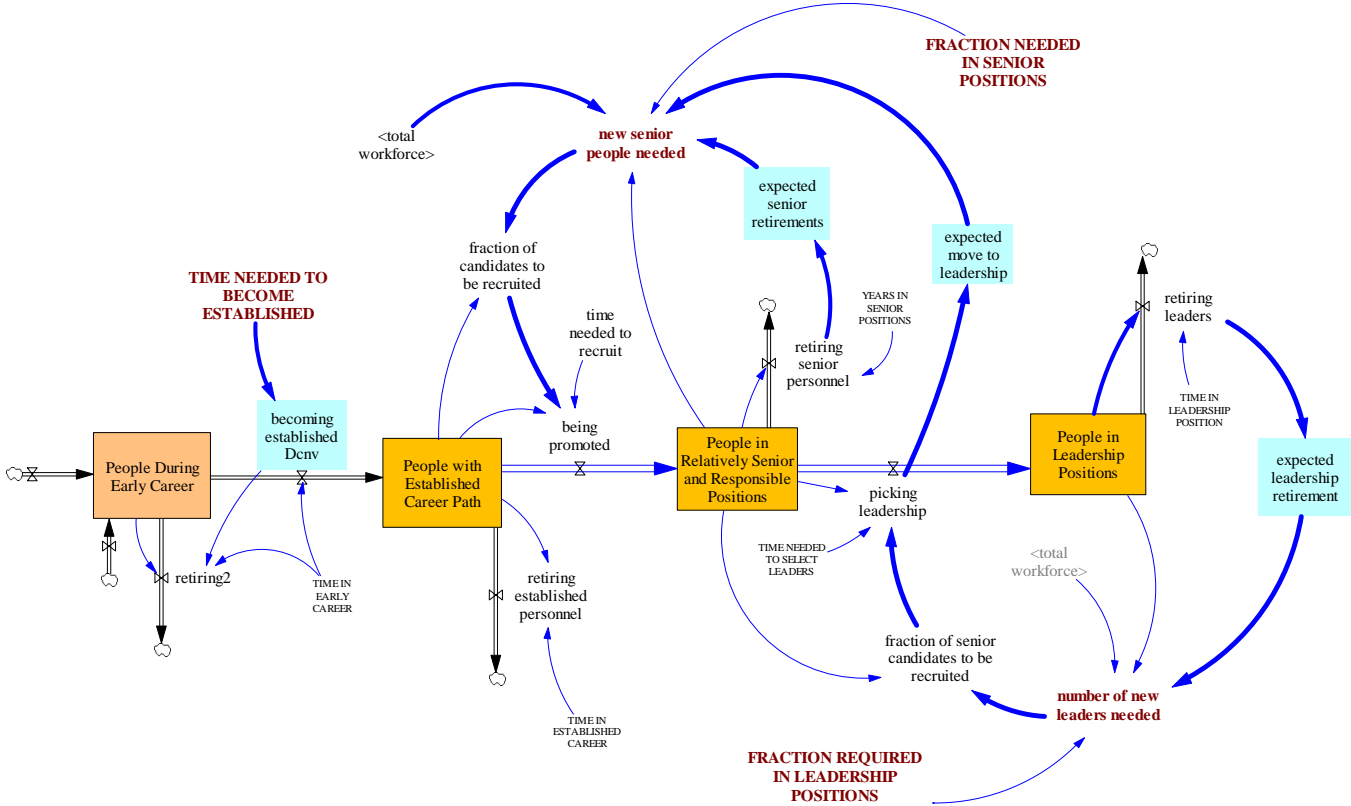 FRACTION NEEDED
IN SENIOR
POSITIONS
<total
workforce>
new senior
people needed
expected
senior
retirements
fraction of
candidates to
be recruited
expected
move to
leadership
TIME NEEDED TO
BECOME
ESTABLISHED
time
needed to
recruit
YEARS IN
SENIOR
POSITIONS
retiring
senior
personnel
retiring
leaders
TIME IN
LEADERSHIP
POSITION
becoming
established
Dcnv
being
promoted
People During
Early Career
People with
Established
Career Path
People in
Relatively Senior
and Responsible
Positions
People in
Leadership
Positions
expected
leadership
retirement
picking
leadership
TIME NEEDED
TO SELECT
LEADERS
<total
workforce>
retiring2
TIME IN
EARLY
CAREER
retiring
established
personnel
fraction of senior
candidates to be
recruited
number of new
leaders needed
TIME IN
ESTABLISHED
CAREER
FRACTION REQUIRED
IN LEADERSHIP
POSITIONS